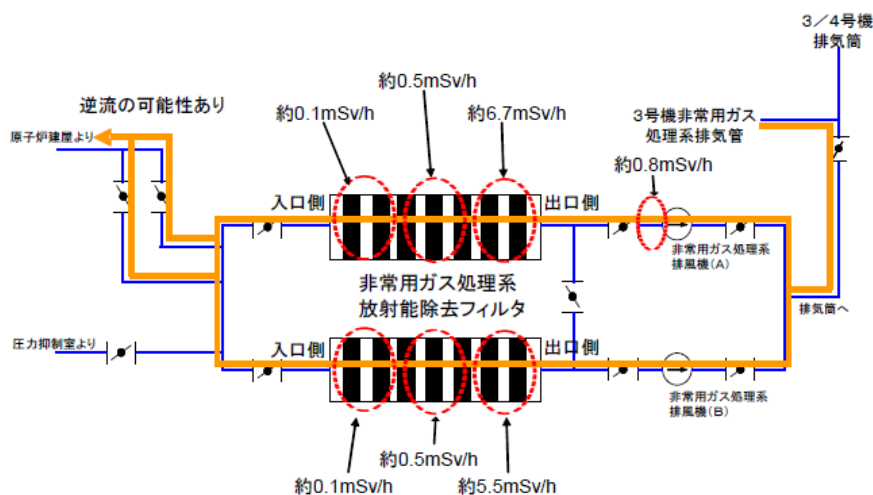 3/4号機
排気筒
約0.5mSv/h
逆流の可能性あり
約0.1mSv/h
約6.7mSv/h
3号機非常用ガス
処理系排気管
原子炉建屋より
約0.8mSv/h
入口側
出口側
非常用ガス処理系
排風機(A)
非常用ガス処理系
放射能除去フィルタ
排気筒へ
圧力抑制室より
入口側
出口側
非常用ガス処理系
排風機(B)
約0.1mSv/h
約0.5mSv/h
約5.5mSv/h